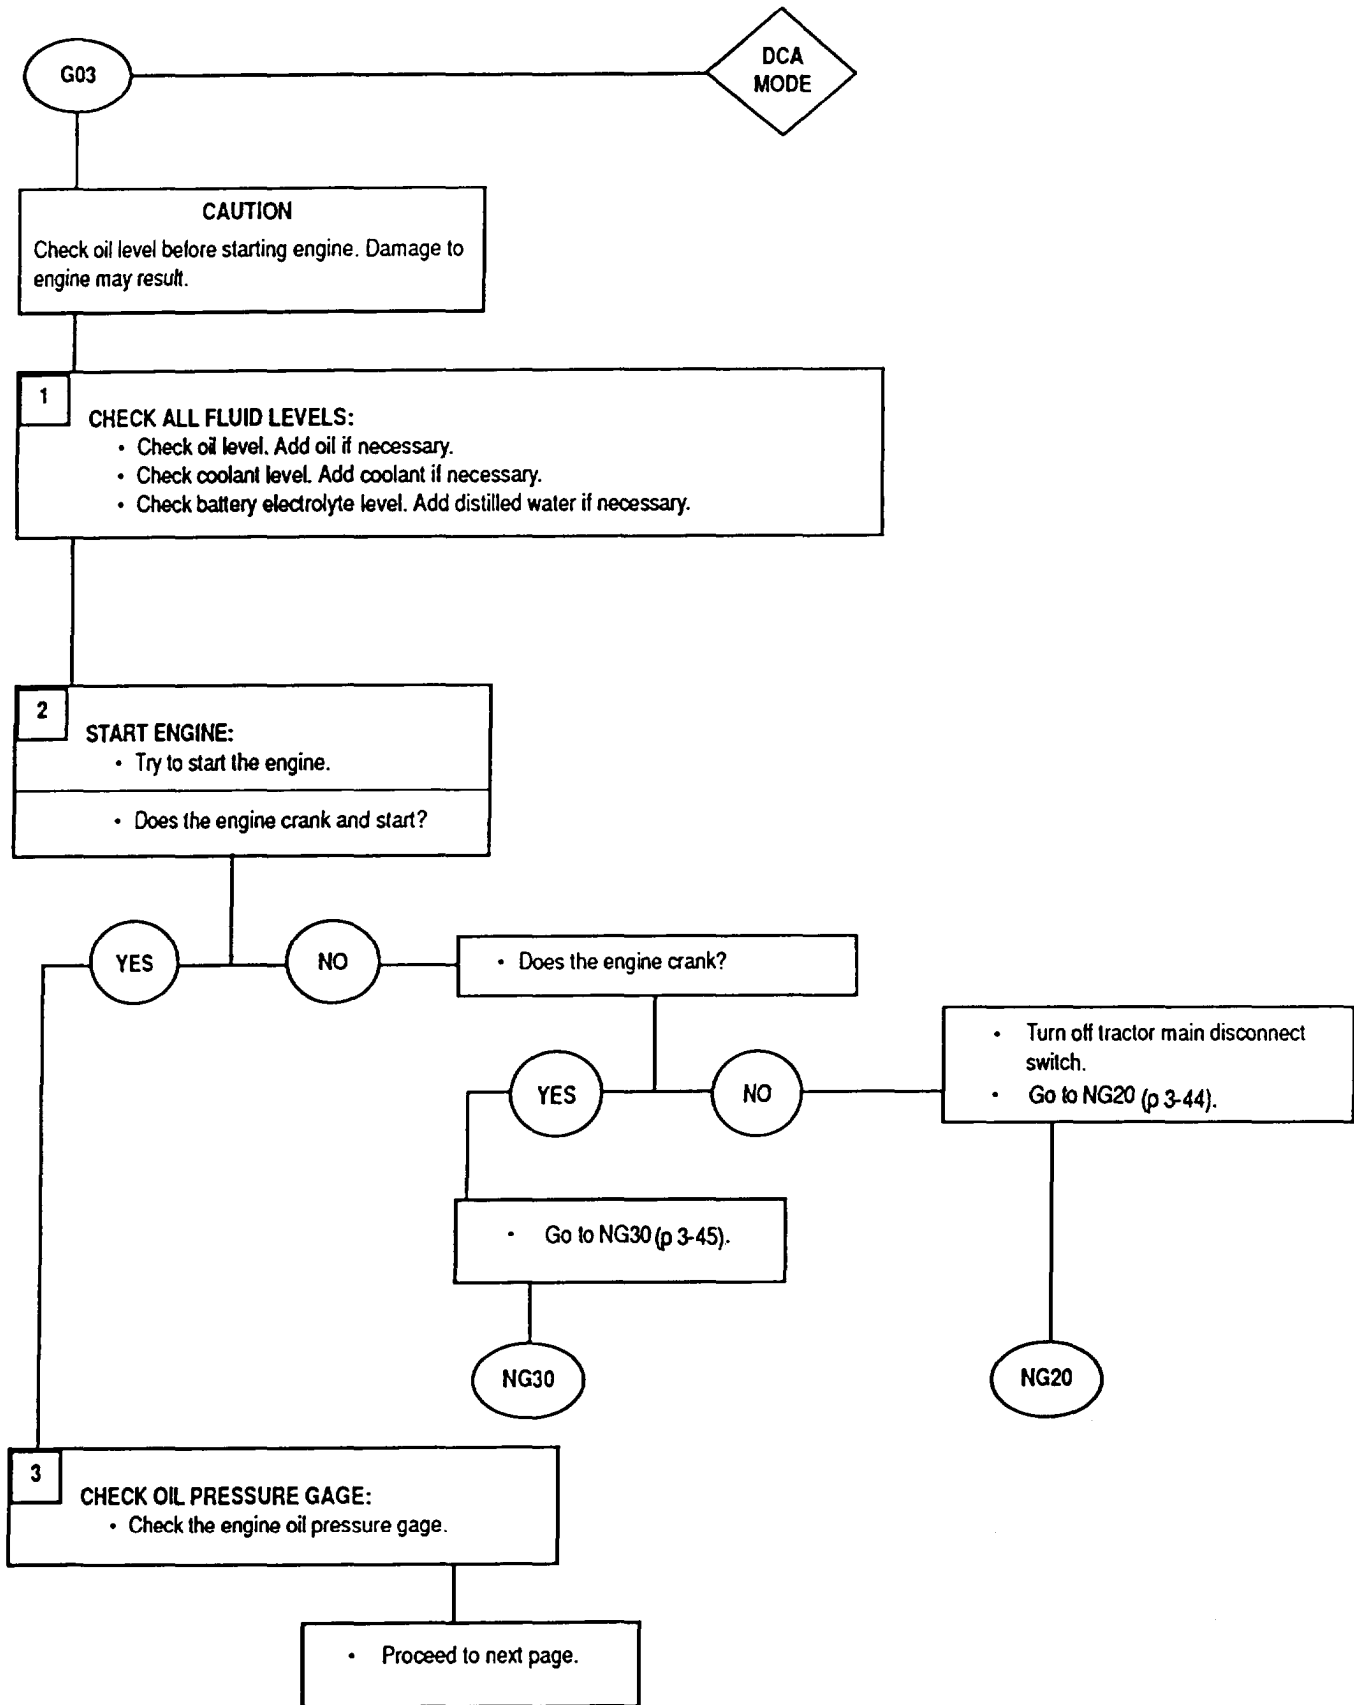 G03
DCA
MODE
CAUTION
Check oil level before starting engine. Damage to
engine may result.
1
CHECK ALL FLUID LEVELS:
• Check oil level. Add oil if necessary.
• Check coolant level. Add coolant if necessary.
• Check battery electrolyte level. Add distilled water if necessary.
2
START ENGINE:
• Try to start the engine.
• Does the engine crank and start?
YES
NO
• Does the engine crank?
YES
NO
• Turn off tractor main disconnect
switch.
• Go to NG20 (p 3-44).
• Go to NG30 (p 3-45).
NG30
NG20
3
CHECK OIL PRESSURE GAGE:
• Check the engine oil pressure gage.
• Proceed to next page.